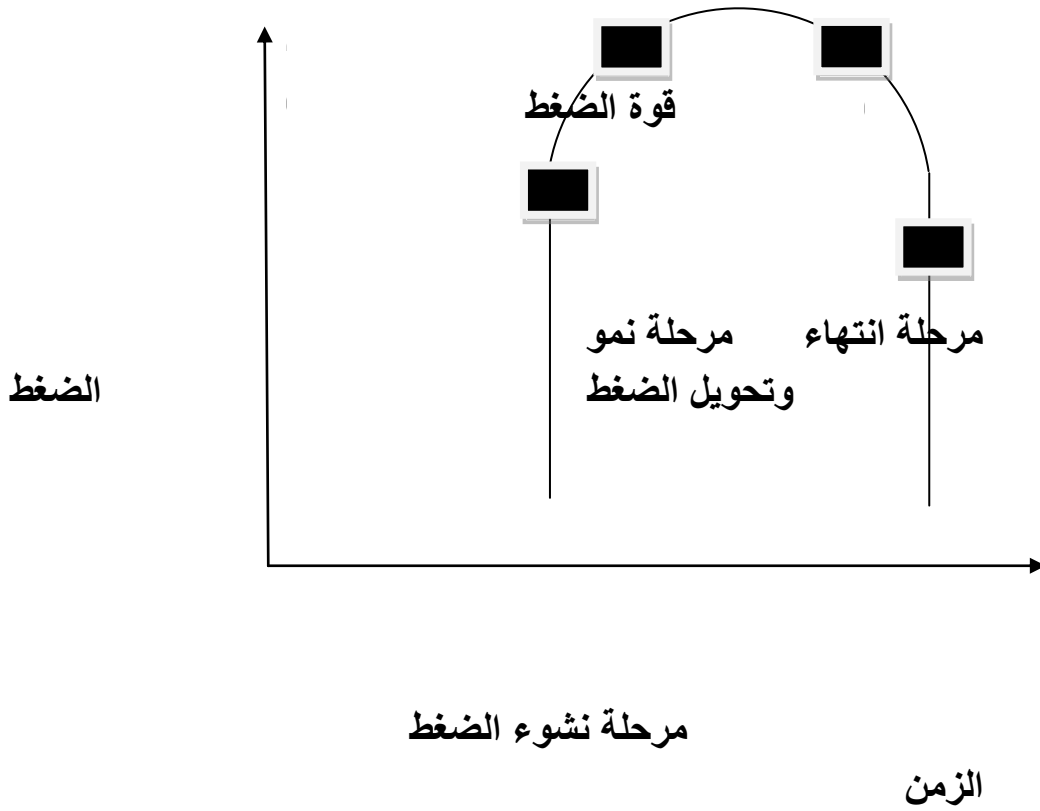 قوة الضغط
مرحلة نمو مرحلة انتهاء
وتحويل الضغط
الضغط
مرحلة نشوء الضغط
الزمن